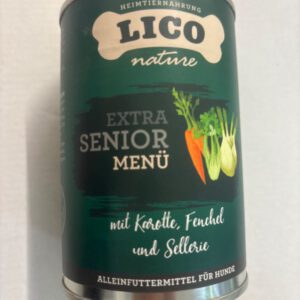 HEIMTIERNAHRUNG
LICO
nature
EXTRA
SENIOR
MENÜ
mit Karotte, Fenchel
und Sellerie
ALLEINFUTTERMITTEL FÜR HUNDE